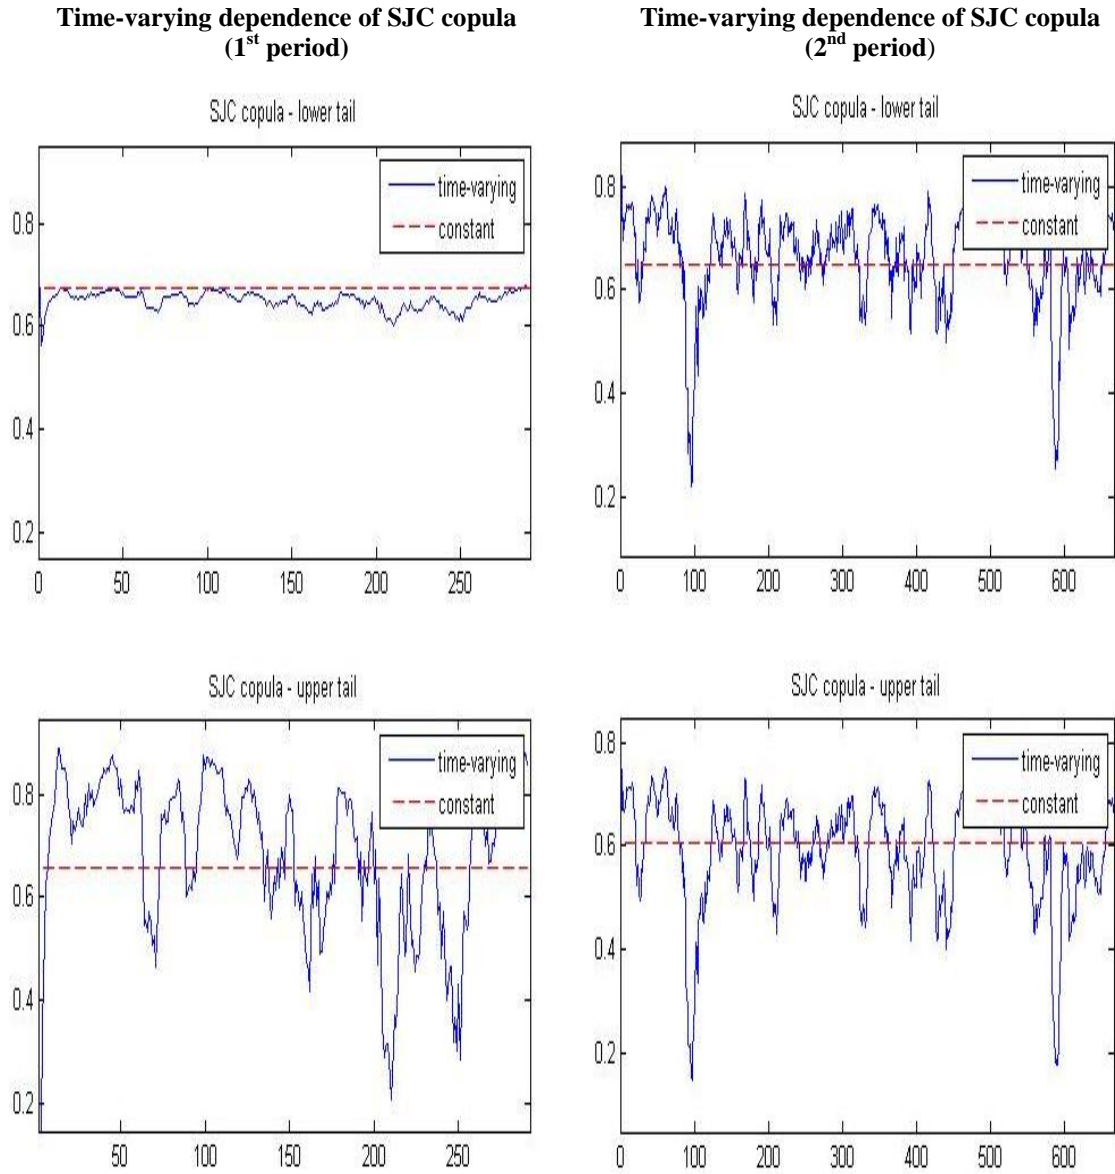 Time-varying dependence of SJC copula
(1st period)
Time-varying dependence of SJC copula
(2nd period)
SJC copula - lower tail
time-varying
constant
0.8
0.6
0.4
0.2
0 50 100 150 200 250
SJC copula - lower tail
time-varying
constant
0.8
0.6
0.4
0.2
0 100 200 300 400 500 600
SJC copula - upper tail
time-varying
constant
0.8
0.6
0.4
0.2
50 100 150 200 250
SJC copula - upper tail
time-varying
constant
0.8
0.6
0.4
0.2
0 100 200 300 400 500 600